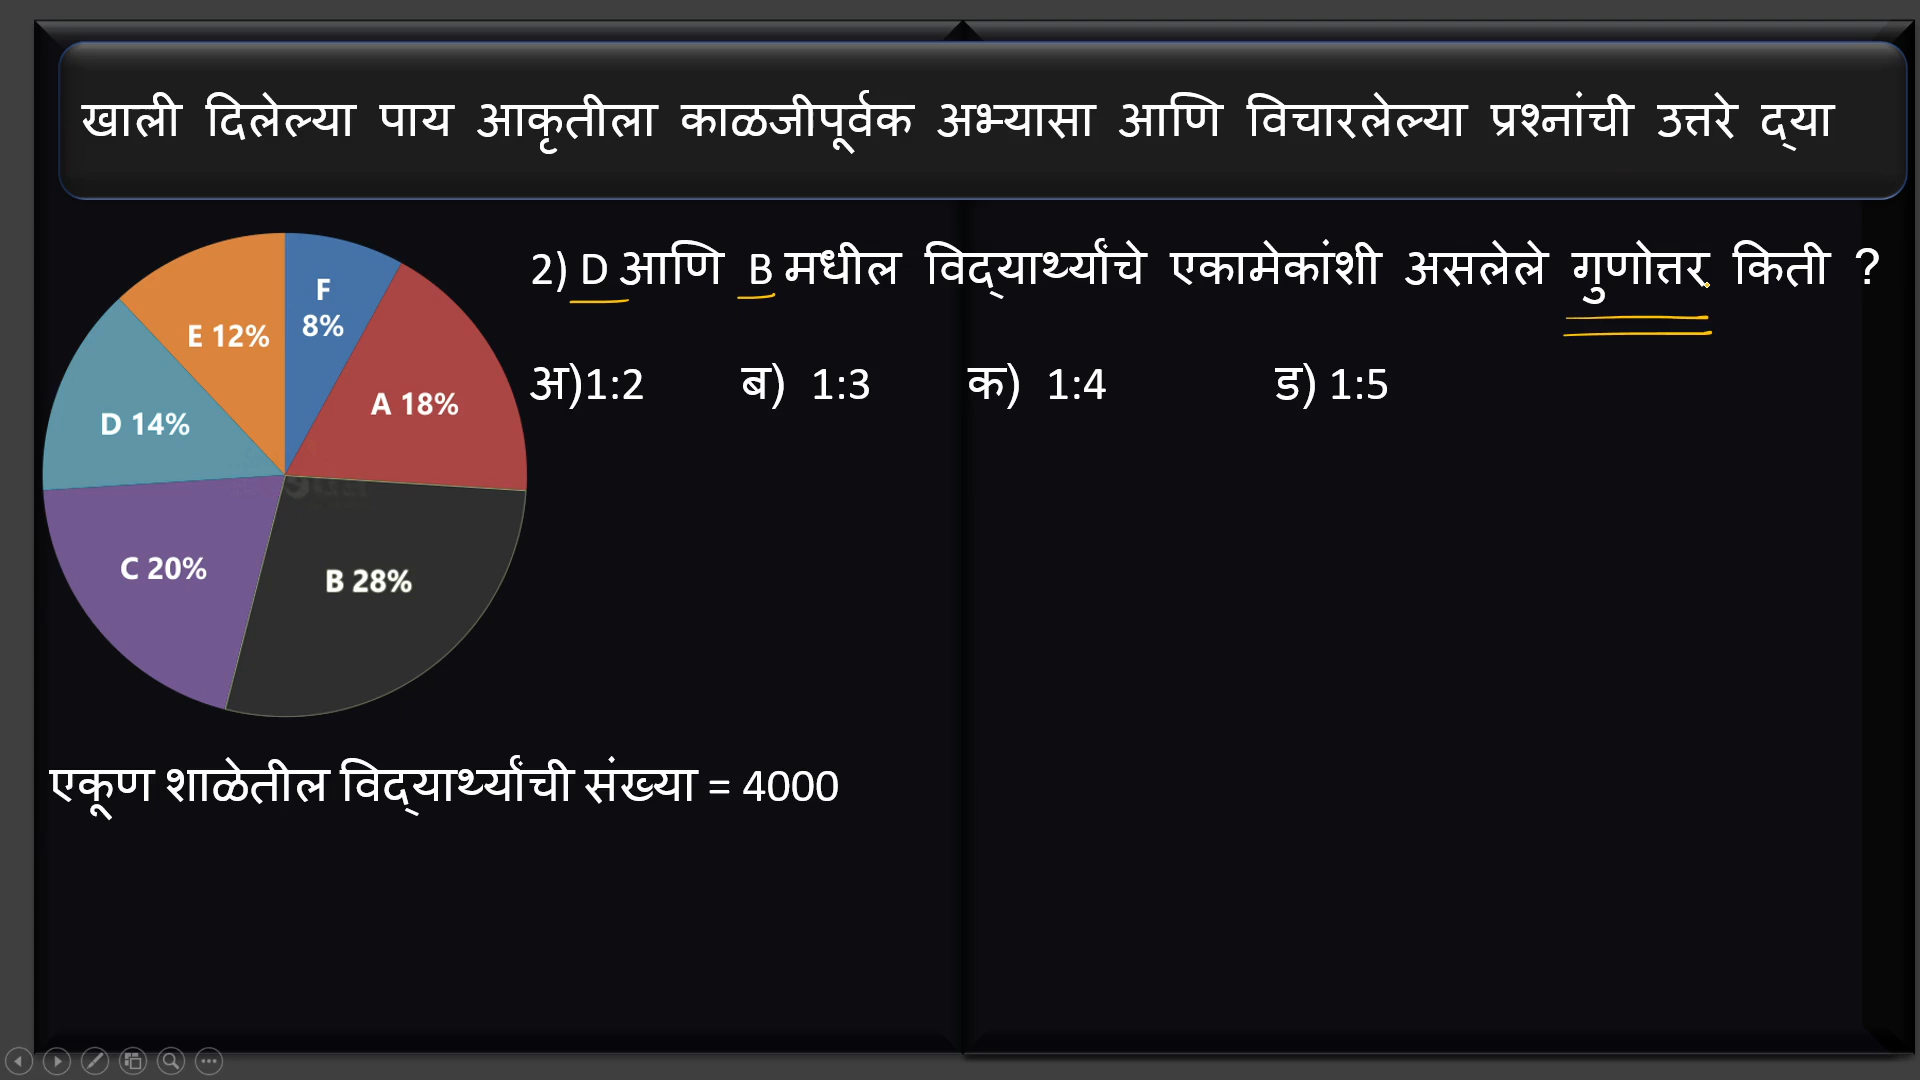 खाली दिलेल्या पाय आकृतीला काळजीपूर्वक अभ्यासा आणि विचारलेल्या प्रश्नांची उत्तरे द्या
2) D आणि B मधील विद्यार्थ्यांचे एकामेकांशी असलेले गुणोत्तर किती ?
अ)1:2 ब) 1:3 क) 1:4 ड) 1:5
F
8%
E 12%
A 18%
D 14%
C 20%
B 28%
एकूण शाळेतील विद्यार्थ्यांची संख्या = 4000